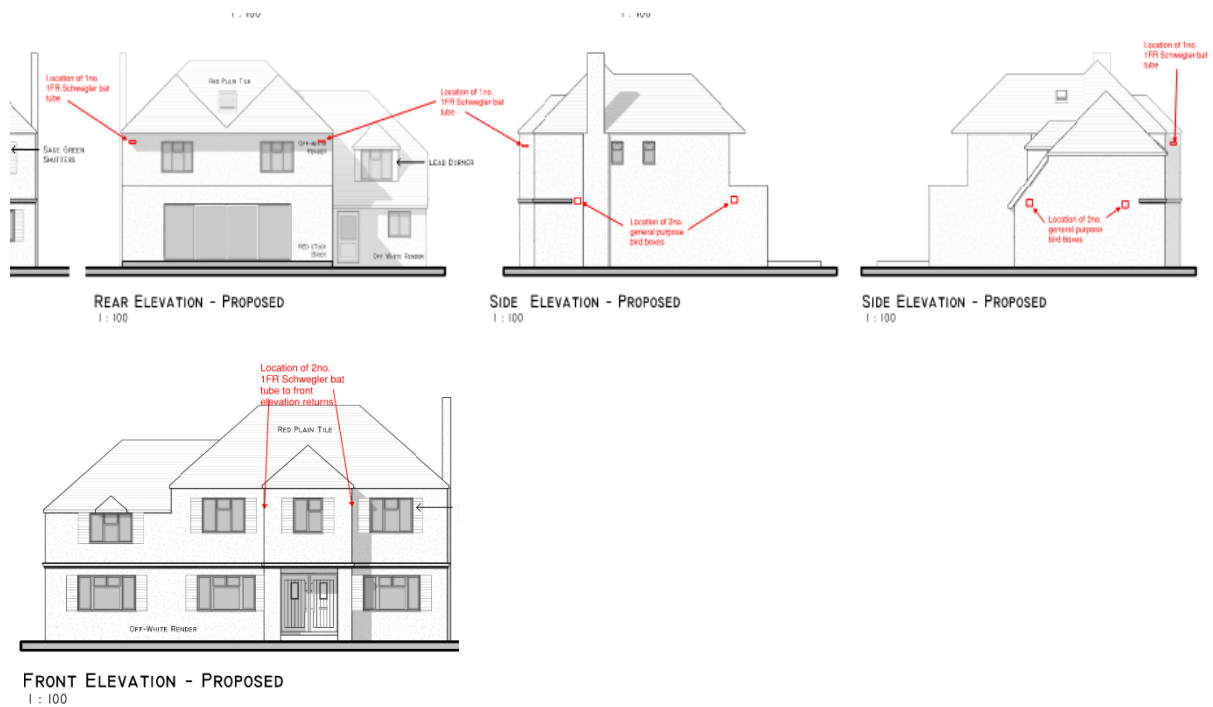 Location of 1no.
1FR Schwegler bat
tube
SAGE GREEN
SHUTTERS
RED PLAIN TILE
OFF-WHITE
RENDER
RED STOCK
BRICK
OFF WHITE RENDER
LEAD DORMER
REAR ELEVATION - PROPOSED
1 : 100
Location of 1no.
1FR Schwegler bat
tube
Location of 2no.
general purpose
bird boxes
SIDE ELEVATION - PROPOSED
1 : 100
Location of 1no.
1FR Schwegler bat
tube
Location of 2no.
general purpose
bird boxes
SIDE ELEVATION - PROPOSED
1 : 100
Location of 2no.
1FR Schwegler bat
tube to front
elevation returns
RED PLAIN TILE
OFF-WHITE RENDER
FRONT ELEVATION - PROPOSED
1 : 100